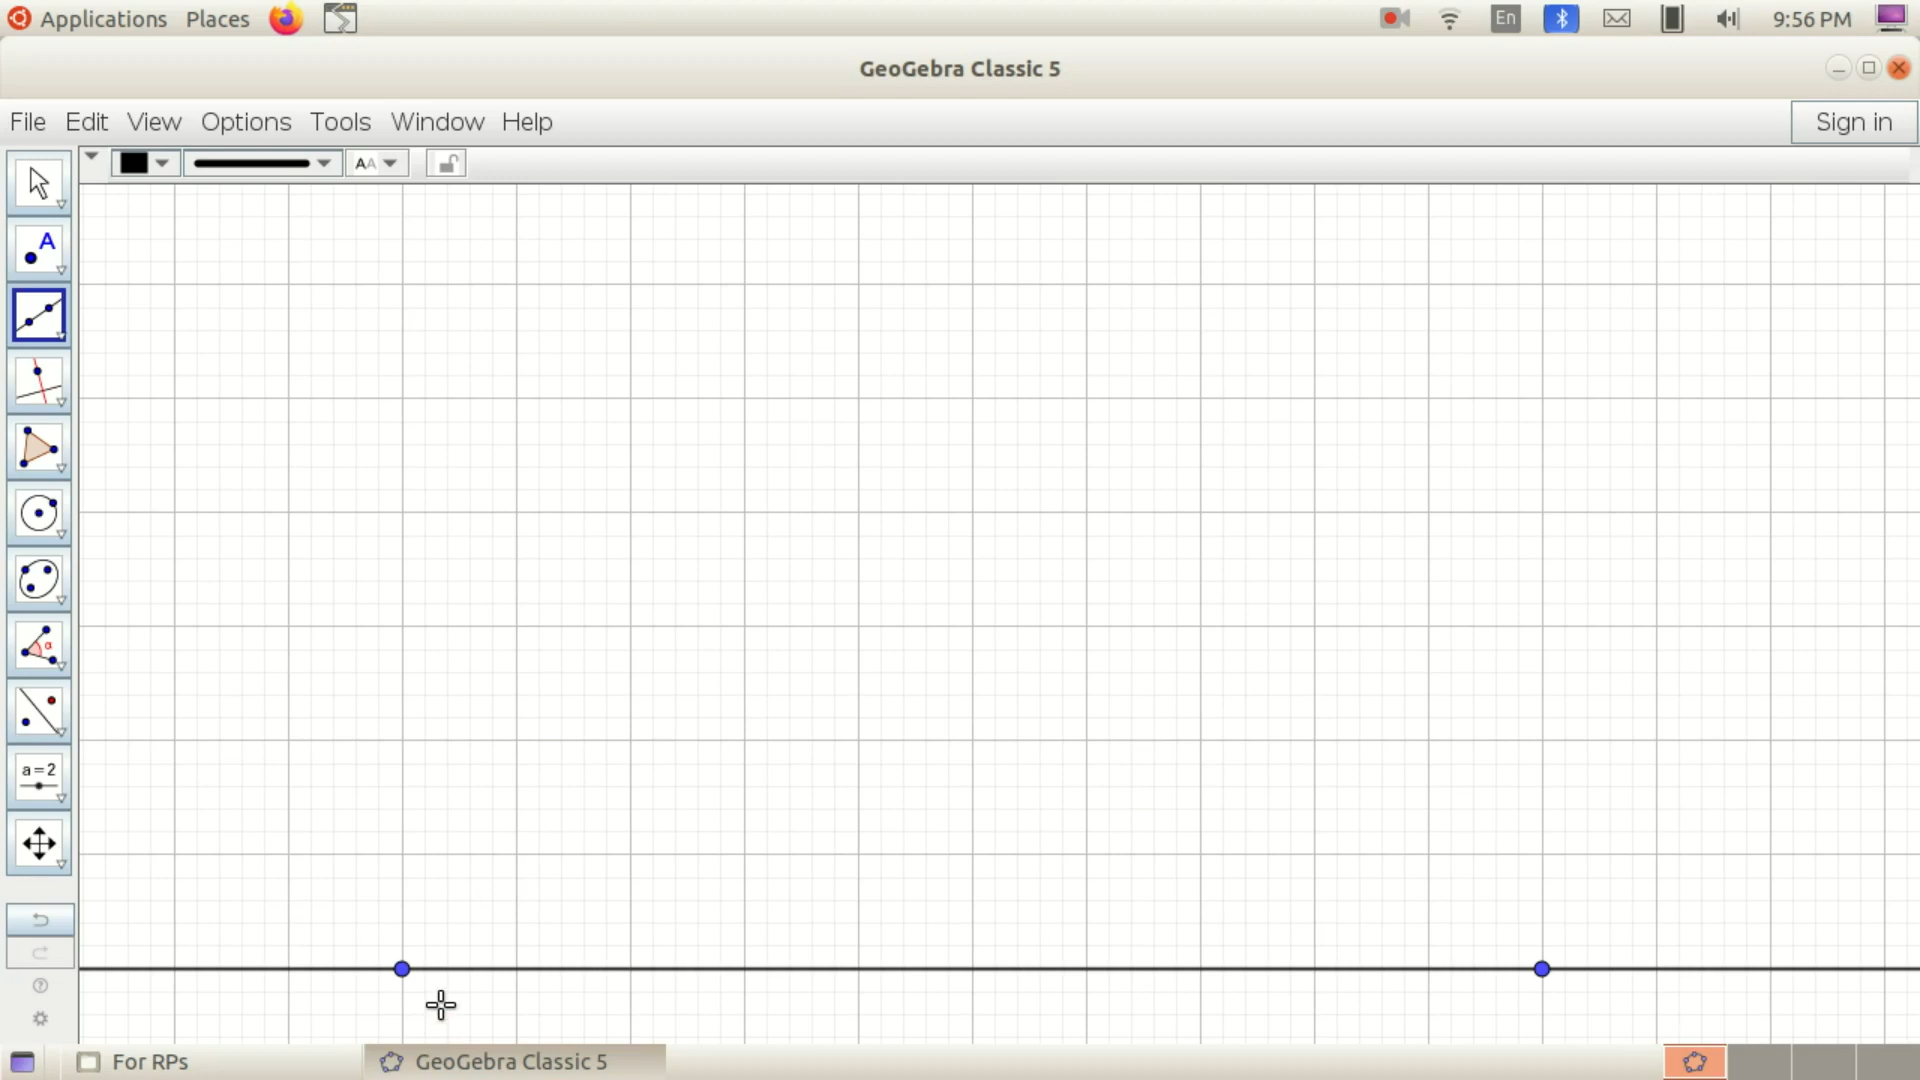 Applications Places En 9:56 PM
GeoGebra Classic 5
File Edit View Options Tools Window Help Sign in
AA
A
α
a=2
For RPs GeoGebra Classic 5